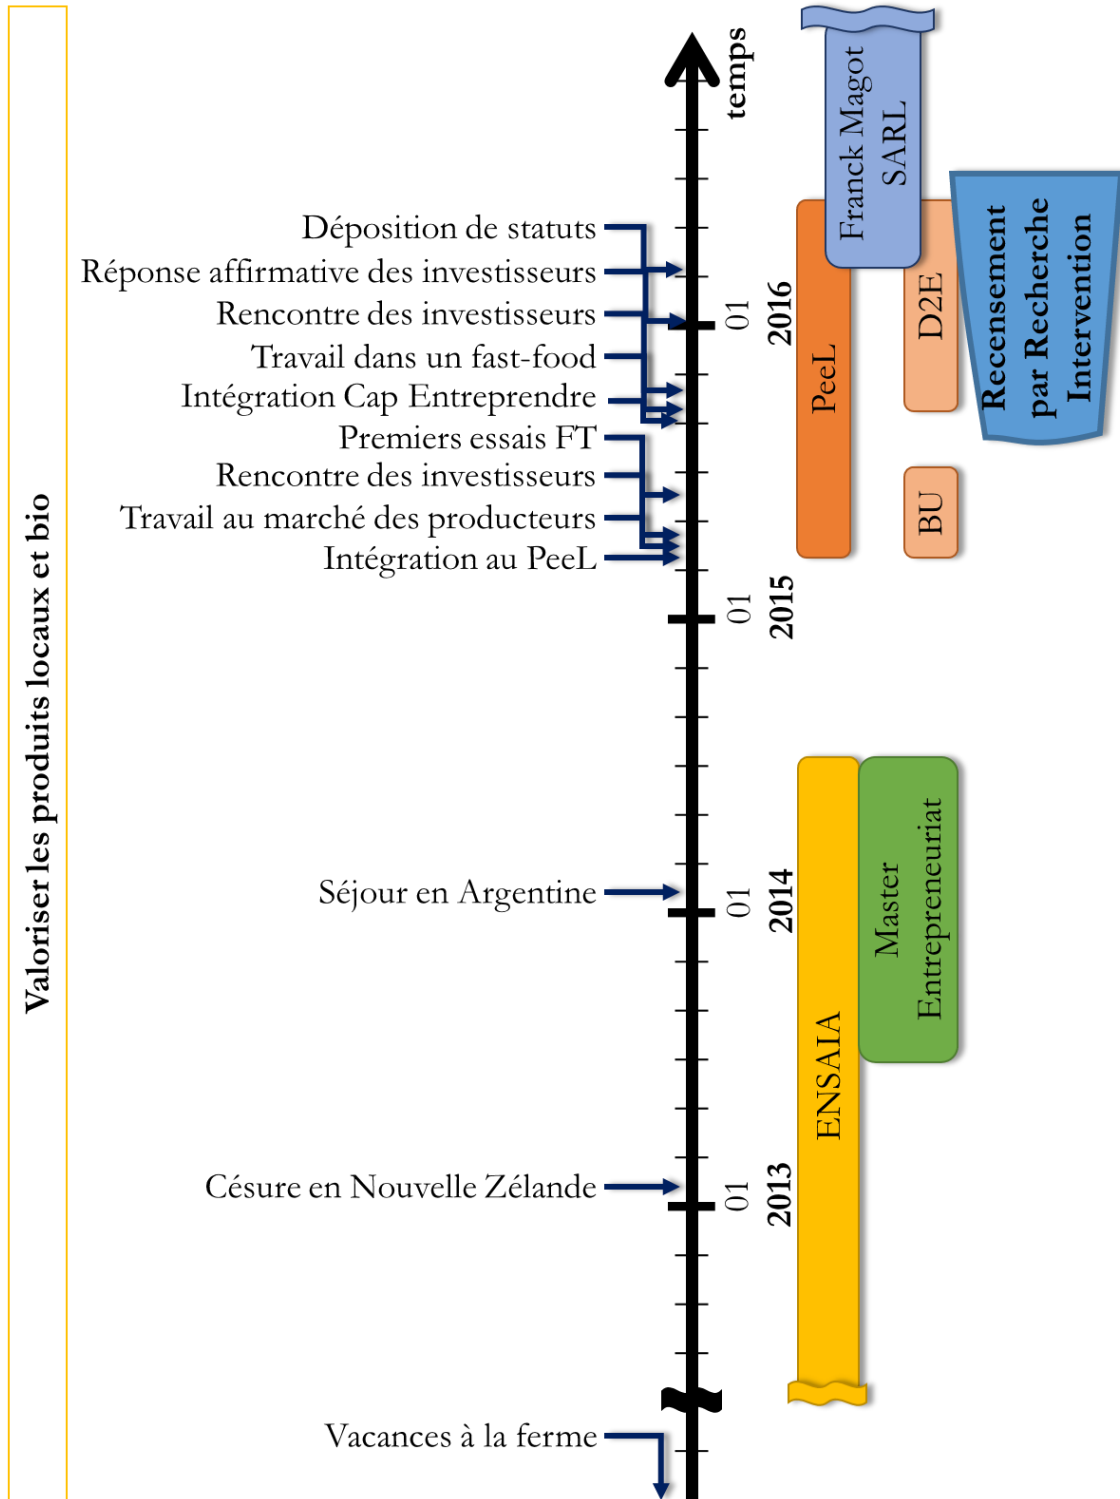 temps
Franck Magot
SARL
Déposition de statuts
Réponse affirmative des investisseurs
Rencontre des investisseurs
Travail dans un fast-food
Intégration Cap Entreprendre
Premiers essais FT
Rencontre des investisseurs
Travail au marché des producteurs
Intégration au PeeL
01
2016
PeeL
D2E
BU
Recensement
par Recherche
Intervention
01
2015
Valoriser les produits locaux et bio
Séjour en Argentine
01
2014
Master
Entrepreneuriat
ENSAIA
Césure en Nouvelle Zélande
01
2013
Vacances à la ferme